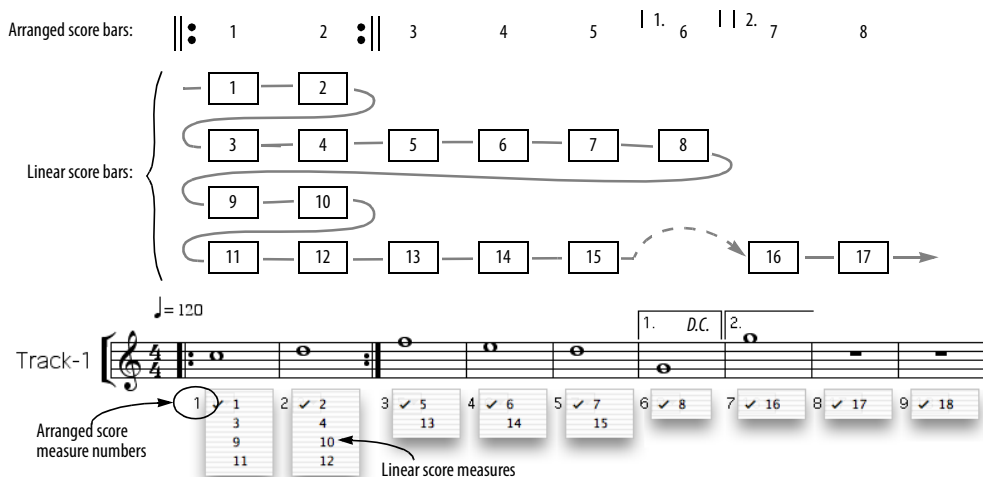 Arranged score bars: 1 2 3 4 5 1. 6 2. 7 8
1 2
Linear score bars:
3 4 5 6 7 8
9 10
11 12 13 14 15 16 17
♩= 120
1. D.C. 2.
Track-1 4/4
1 ✓ 1 2 ✓ 2 3 ✓ 5 4 ✓ 6 5 ✓ 7 6 ✓ 8 7 ✓ 16 8 ✓ 17 9 ✓ 18
3 4 13 14 15
9 10
11 12
Arranged score
measure numbers
Linear score measures